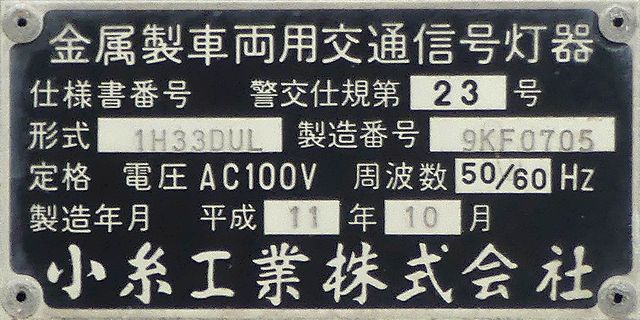 金属製車両用交通信号灯器
仕様書番号 警交仕規第 23 号
形式 1H33DUL 製造番号 9KF0705
定格 電圧 AC100V 周波数 50/60 Hz
製造年月 平成 11 年 10 月
小糸工業株式会社